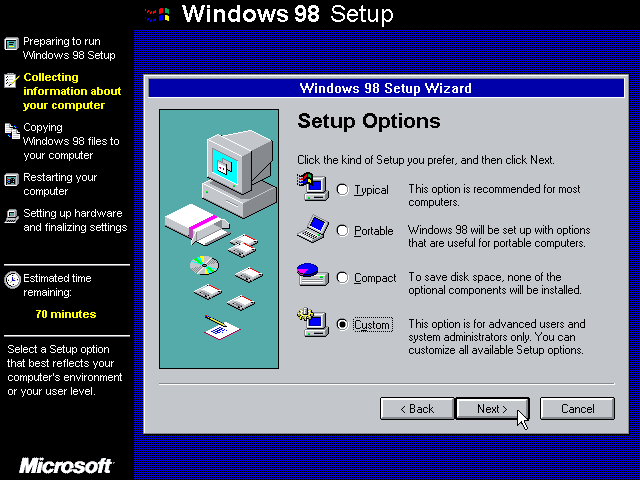 Windows 98 Setup
Preparing to run
Windows 98 Setup
Collecting
information about
your computer
Copying
Windows 98 files to
your computer
Restarting your
computer
Setting up hardware
and finalizing settings
Estimated time
remaining:
70 minutes
Select a Setup option
that best reflects your
computer's environment
or your user level.
Microsoft
Windows 98 Setup Wizard
Setup Options
Click the kind of Setup you prefer, and then click Next.
Typical
This option is recommended for most
computers.
Portable
Windows 98 will be set up with options
that are useful for portable computers.
Compact
To save disk space, none of the
optional components will be installed.
Custom
This option is for advanced users and
system administrators only. You can
customize all available Setup options.
< Back
Next >
Cancel